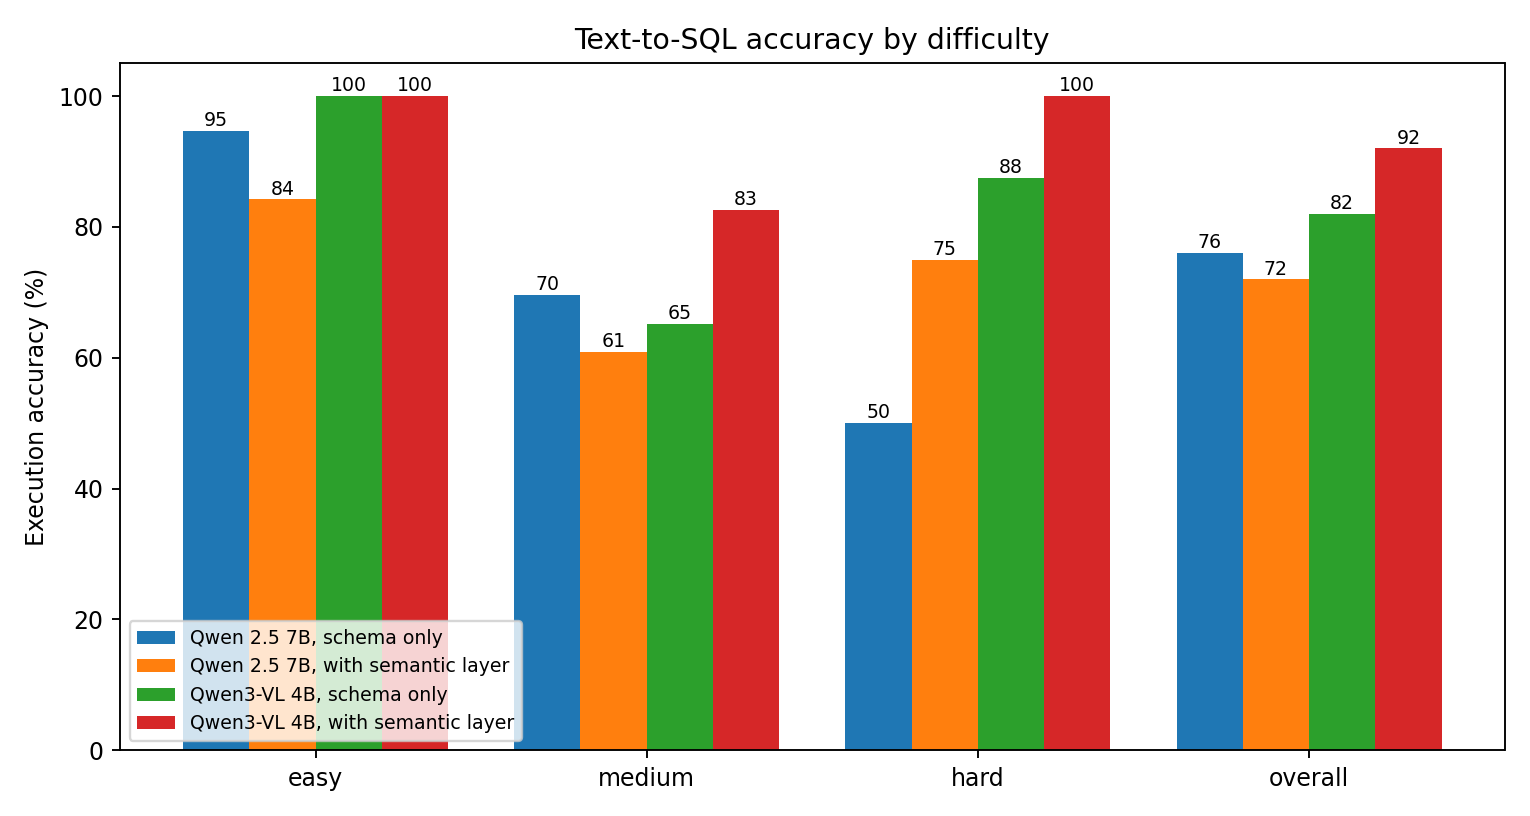 Text-to-SQL accuracy by difficulty
Execution accuracy (%)
100
80
60
40
20
0
95
84
100
100
70
61
65
83
50
75
88
100
76
72
82
92
Qwen 2.5 7B, schema only
Qwen 2.5 7B, with semantic layer
Qwen3-VL 4B, schema only
Qwen3-VL 4B, with semantic layer
easy
medium
hard
overall